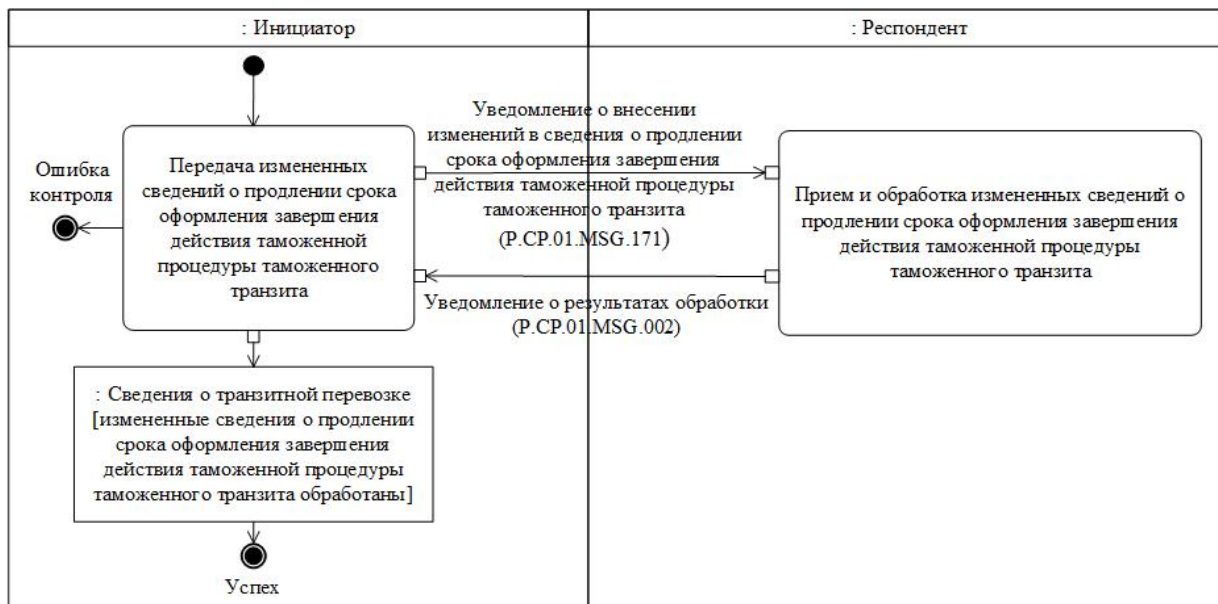 : Инициатор
: Респондент
Ошибка
контроля
Передача измененных
сведений о продлении срока
оформления завершения
действия таможенной
процедуры таможенного
транзита
Уведомление о внесении
изменений в сведения о продлении
срока оформления завершения
действия таможенной процедуры
таможенного транзита
(P.CP.01.MSG.171)
Прием и обработка измененных сведений о
продлении срока оформления завершения
действия таможенной процедуры
таможенного транзита
Уведомление о результатах обработки
(P.CP.01.MSG.002)
: Сведения о транзитной перевозке
[измененные сведения о продлении
срока оформления завершения
действия таможенной процедуры
таможенного транзита обработаны]
Успех